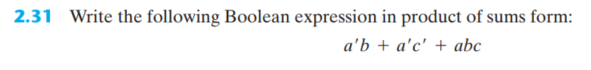 2.31 Write the following Boolean expression in product of sums form:
a'b + a'c' + abc